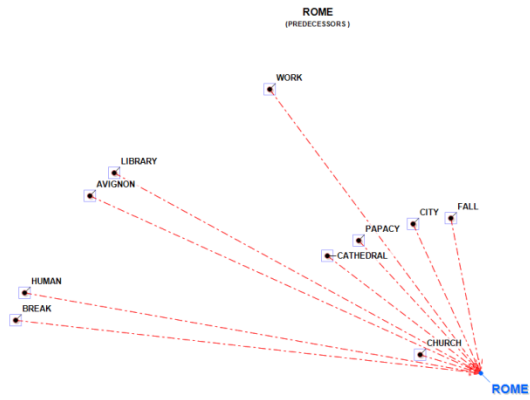 ROME
(PREDECESSORS )
WORK
LIBRARY
AVIGNON
FALL
CITY
PAPACY
CATHEDRAL
HUMAN
BREAK
CHURCH
ROME